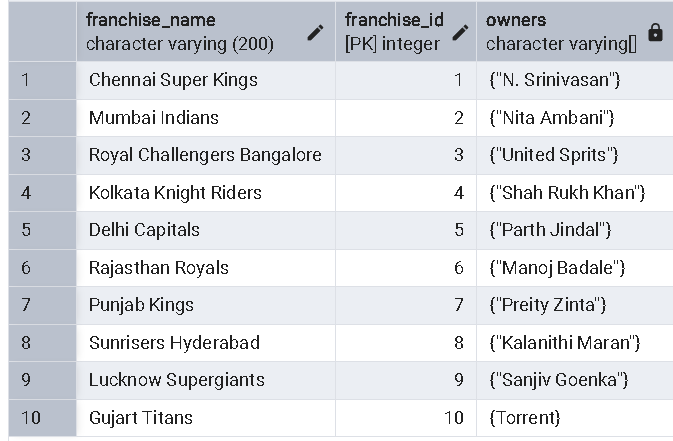 franchise_name franchise_id owners
character varying (200) [PK] integer character varying[]
1 Chennai Super Kings 1 {"N. Srinivasan"}
2 Mumbai Indians 2 {"Nita Ambani"}
3 Royal Challengers Bangalore 3 {"United Sprits"}
4 Kolkata Knight Riders 4 {"Shah Rukh Khan"}
5 Delhi Capitals 5 {"Parth Jindal"}
6 Rajasthan Royals 6 {"Manoj Badale"}
7 Punjab Kings 7 {"Preity Zinta"}
8 Sunrisers Hyderabad 8 {"Kalanithi Maran"}
9 Lucknow Supergiants 9 {"Sanjiv Goenka"}
10 Gujart Titans 10 {Torrent}